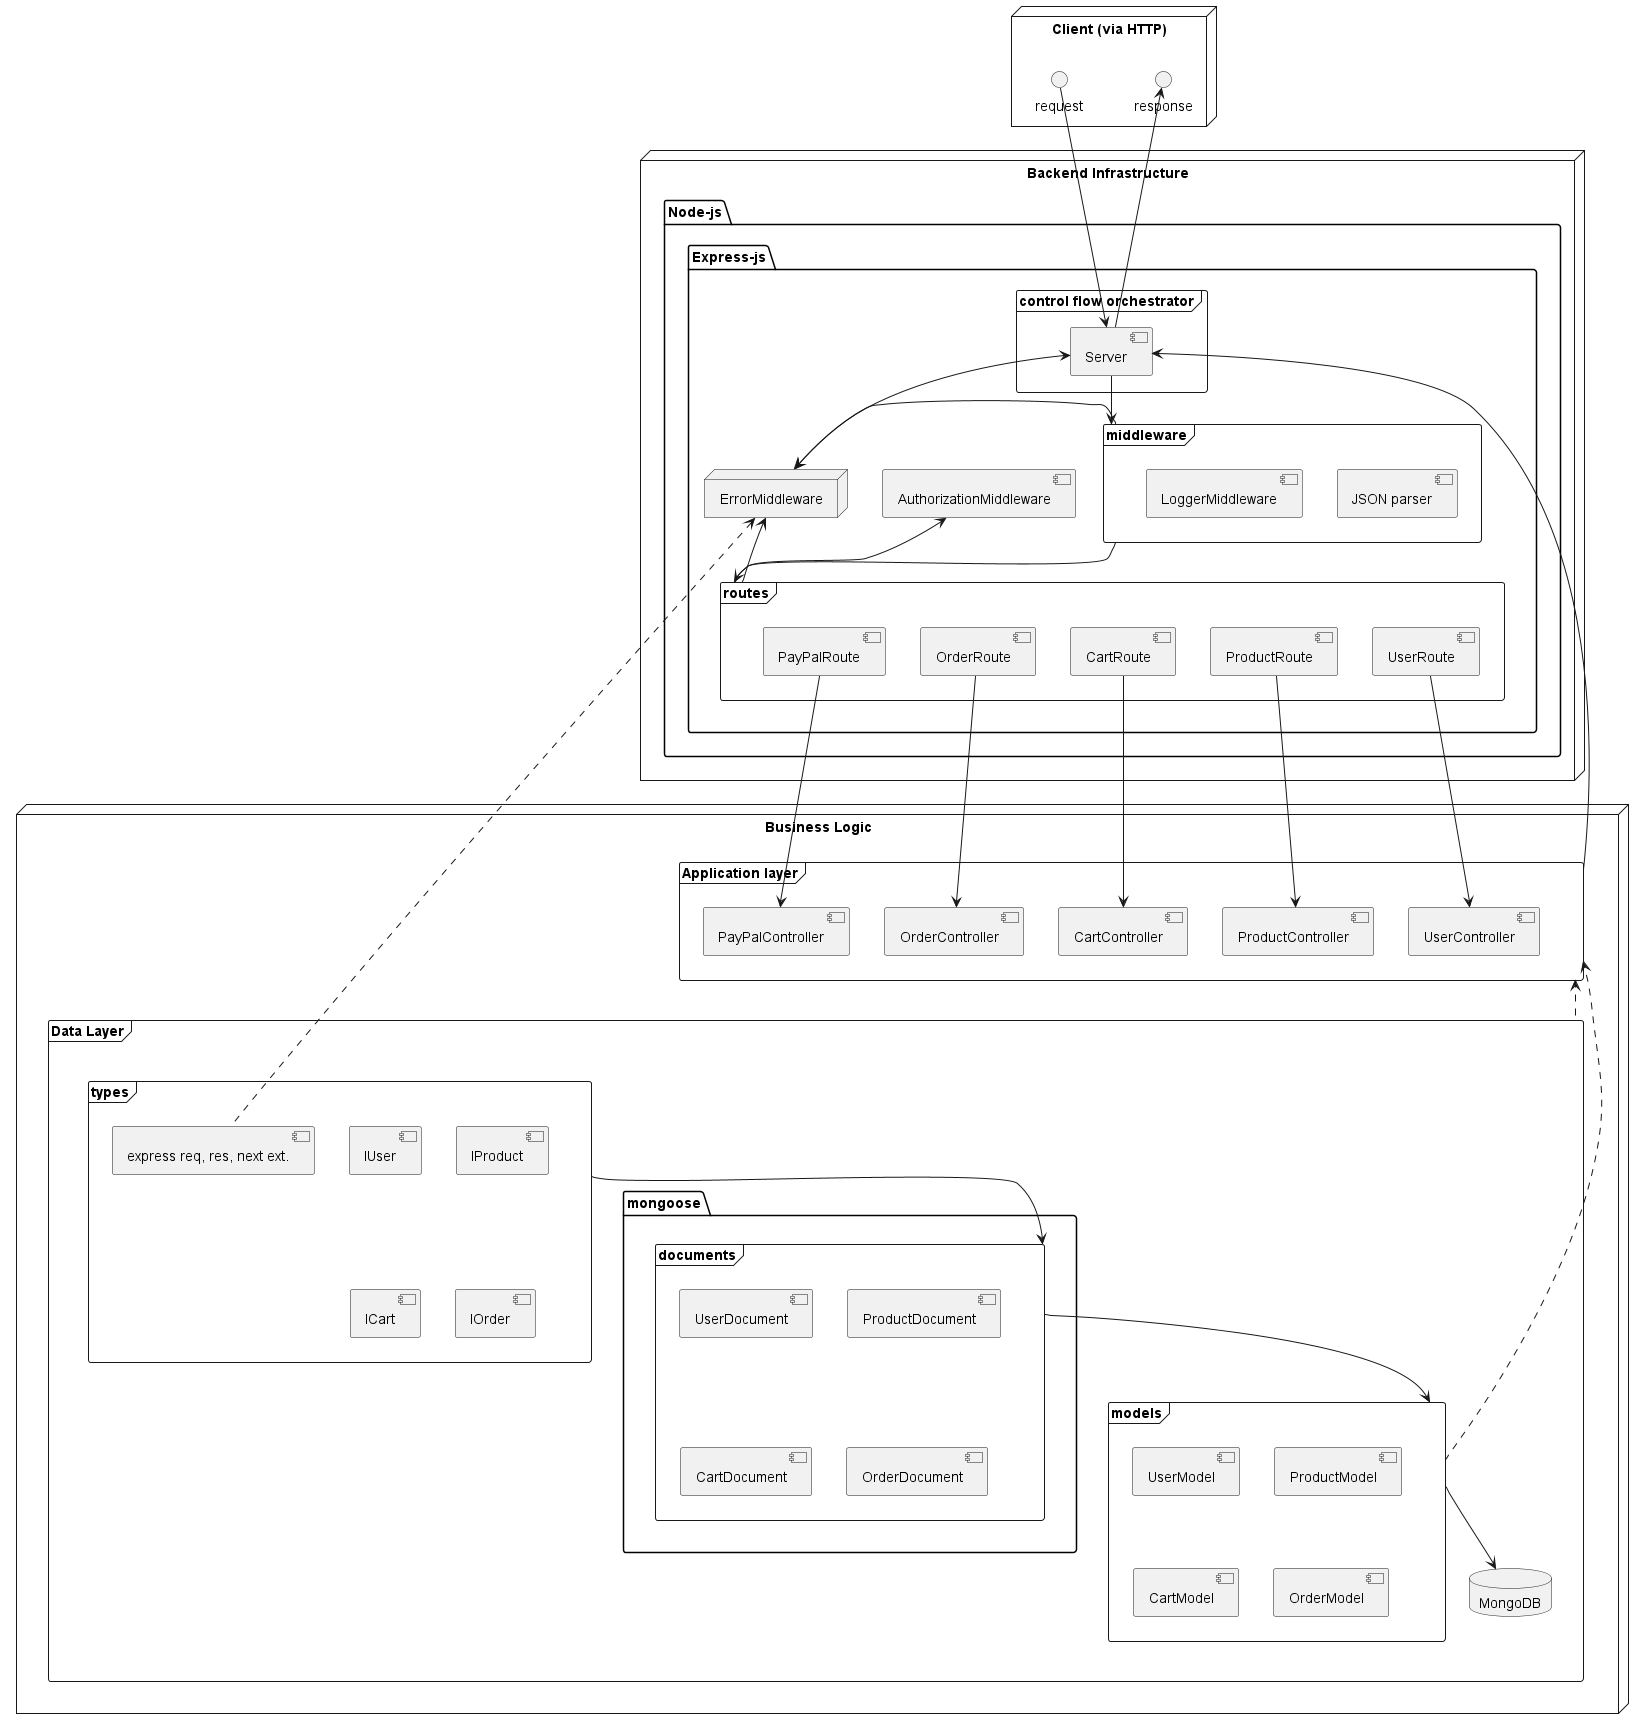 Client (via HTTP)
request
response
Backend Infrastructure
Node-js
Express-js
control flow orchestrator
Server
middleware
ErrorMiddleware
AuthorizationMiddleware
LoggerMiddleware
JSON parser
routes
PayPalRoute
OrderRoute
CartRoute
ProductRoute
UserRoute
Business Logic
Application layer
PayPalController
OrderController
CartController
ProductController
UserController
Data Layer
types
express req, res, next ext.
IUser
IProduct
ICart
IOrder
mongoose
documents
UserDocument
ProductDocument
CartDocument
OrderDocument
models
UserModel
ProductModel
CartModel
OrderModel
MongoDB